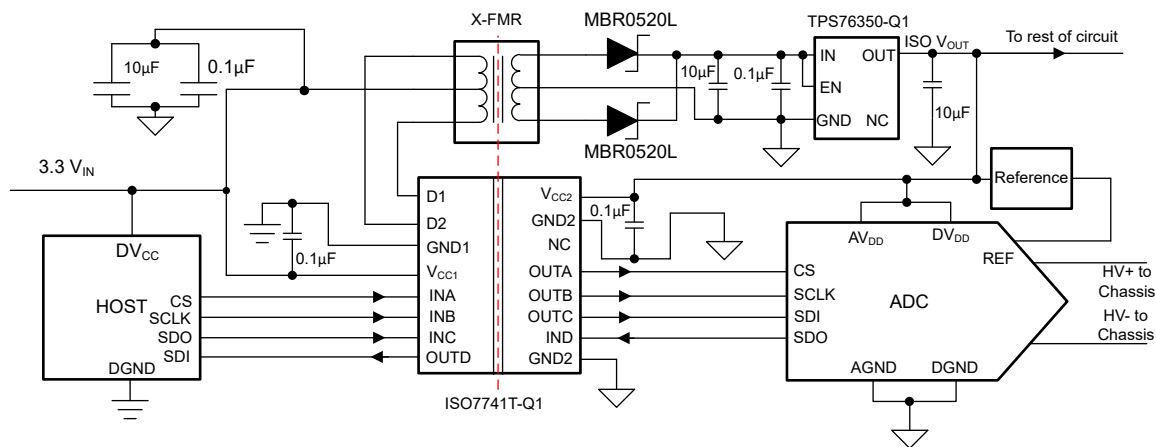 X-FMR
MBR0520L
TPS76350-Q1
10µF
0.1µF
10µF
0.1µF
IN
OUT
EN
GND
NC
ISO VOUT
To rest of circuit
10µF
MBR0520L
3.3 VIN
D1
D2
GND1
VCC1
INA
INB
INC
OUTD
0.1µF
VCC2
GND2
NC
OUTA
OUTB
OUTC
IND
GND2
0.1µF
ISO7741T-Q1
DVCC
HOST
CS
SCLK
SDO
SDI
DGND
Reference
AVDD
DVDD
REF
CS
SCLK
SDI
SDO
ADC
AGND
DGND
HV+ to
Chassis
HV- to
Chassis